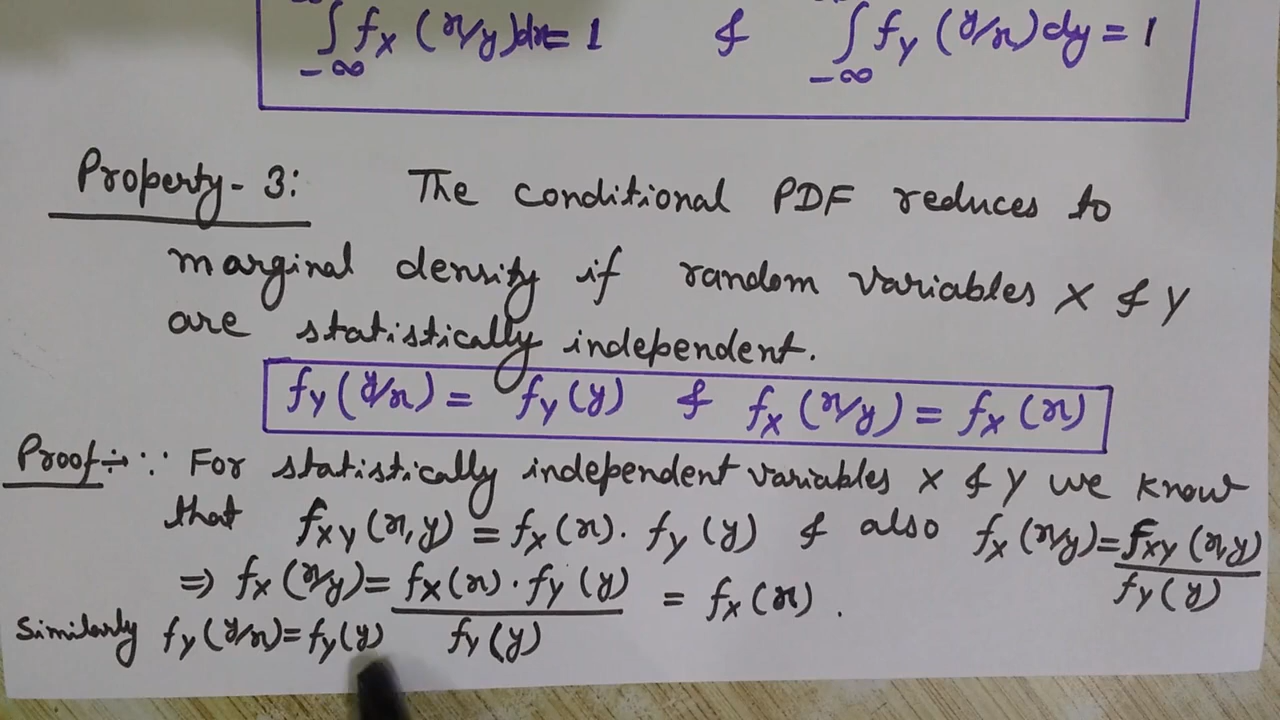 ∫ f_X (x/y)dx = 1 & ∫ f_Y (y/x) dy = 1
-∞ -∞
Property-3: The conditional PDF reduces to
marginal density if random variables X & Y
are statistically independent.
f_Y (y/x) = f_Y (y) & f_X (x/y) = f_X (x)
Proof:- ∵ For statistically independent variables X & Y we know
that f_XY (x,y) = f_X (x) . f_Y (y) & also f_X (x/y) = F_XY (x,y) / f_Y (y)
⇒ f_X (x/y) = f_X (x) . f_Y (y) / f_Y (y) = f_X (x) .
Similarly f_Y (y/x) = f_Y (y)